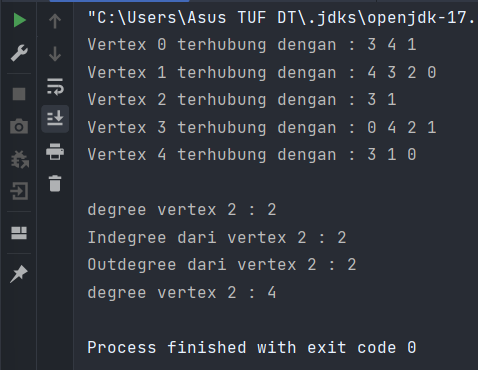 "C:\Users\Asus TUF DT\.jdks\openjdk-17.
Vertex 0 terhubung dengan : 3 4 1
Vertex 1 terhubung dengan : 4 3 2 0
Vertex 2 terhubung dengan : 3 1
Vertex 3 terhubung dengan : 0 4 2 1
Vertex 4 terhubung dengan : 3 1 0
degree vertex 2 : 2
Indegree dari vertex 2 : 2
Outdegree dari vertex 2 : 2
degree vertex 2 : 4
Process finished with exit code 0